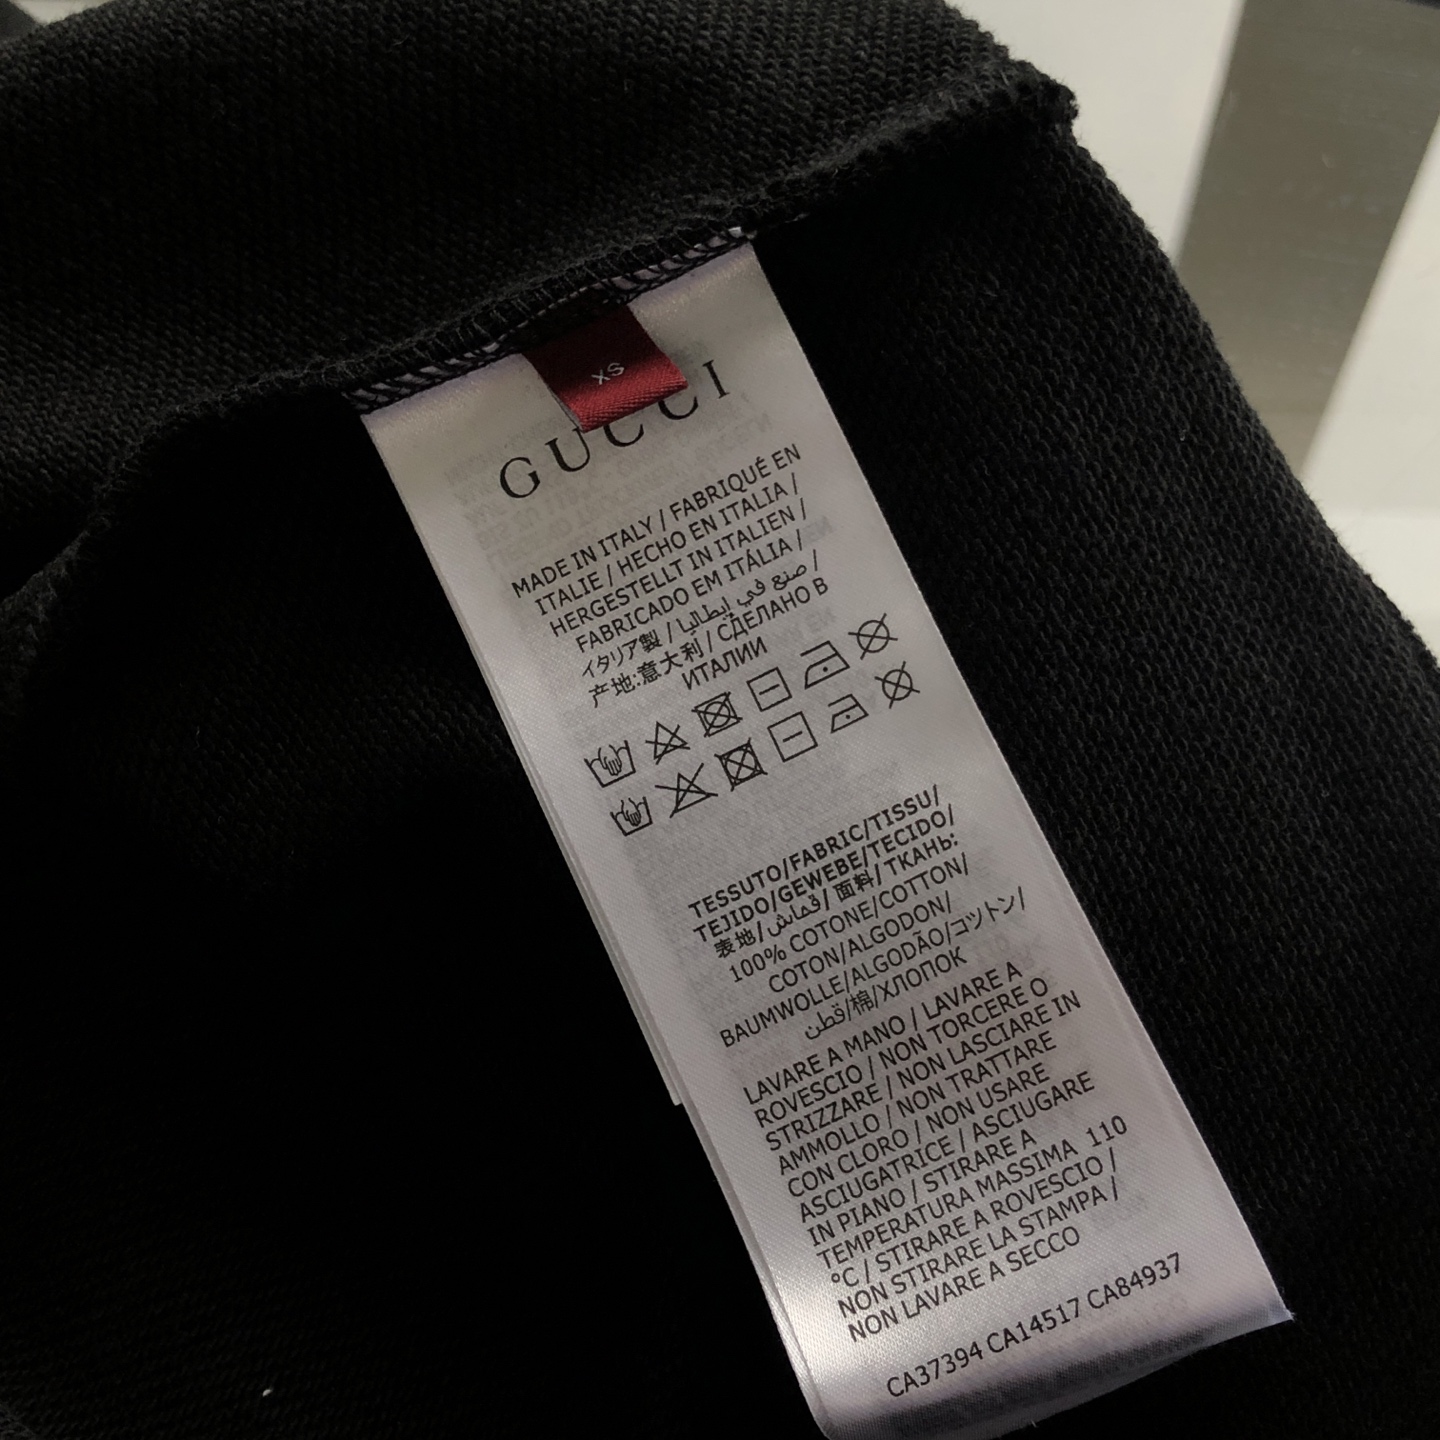 XS
GUCCI
MADE IN ITALY / FABRIQUÉ EN
ITALIE / HECHO EN ITALIA /
HERGESTELLT IN ITALIEN /
FABRICADO EM ITÁLIA /
イタリア製 / صنع في إيطاليا /
产地:意大利 / СДЕЛАНО В
ИТАЛИИ
TESSUTO/FABRIC/TISSU/
TEJIDO/GEWEBE/TECIDO/
表地/قماش/面料/ТКАНЬ:
100% COTONE/COTTON/
COTON/ALGODON/
BAUMWOLLE/ALGODÃO/コットン/
قطن/棉/ХЛОПОК
LAVARE A MANO / LAVARE A
ROVESCIO / NON TORCERE O
STRIZZARE / NON LASCIARE IN
AMMOLLO / NON TRATTARE
CON CLORO / NON USARE
ASCIUGATRICE / ASCIUGARE
IN PIANO / STIRARE A
TEMPERATURA MASSIMA 110
°C / STIRARE A ROVESCIO /
NON STIRARE LA STAMPA /
NON LAVARE A SECCO
CA37394 CA14517 CA84937